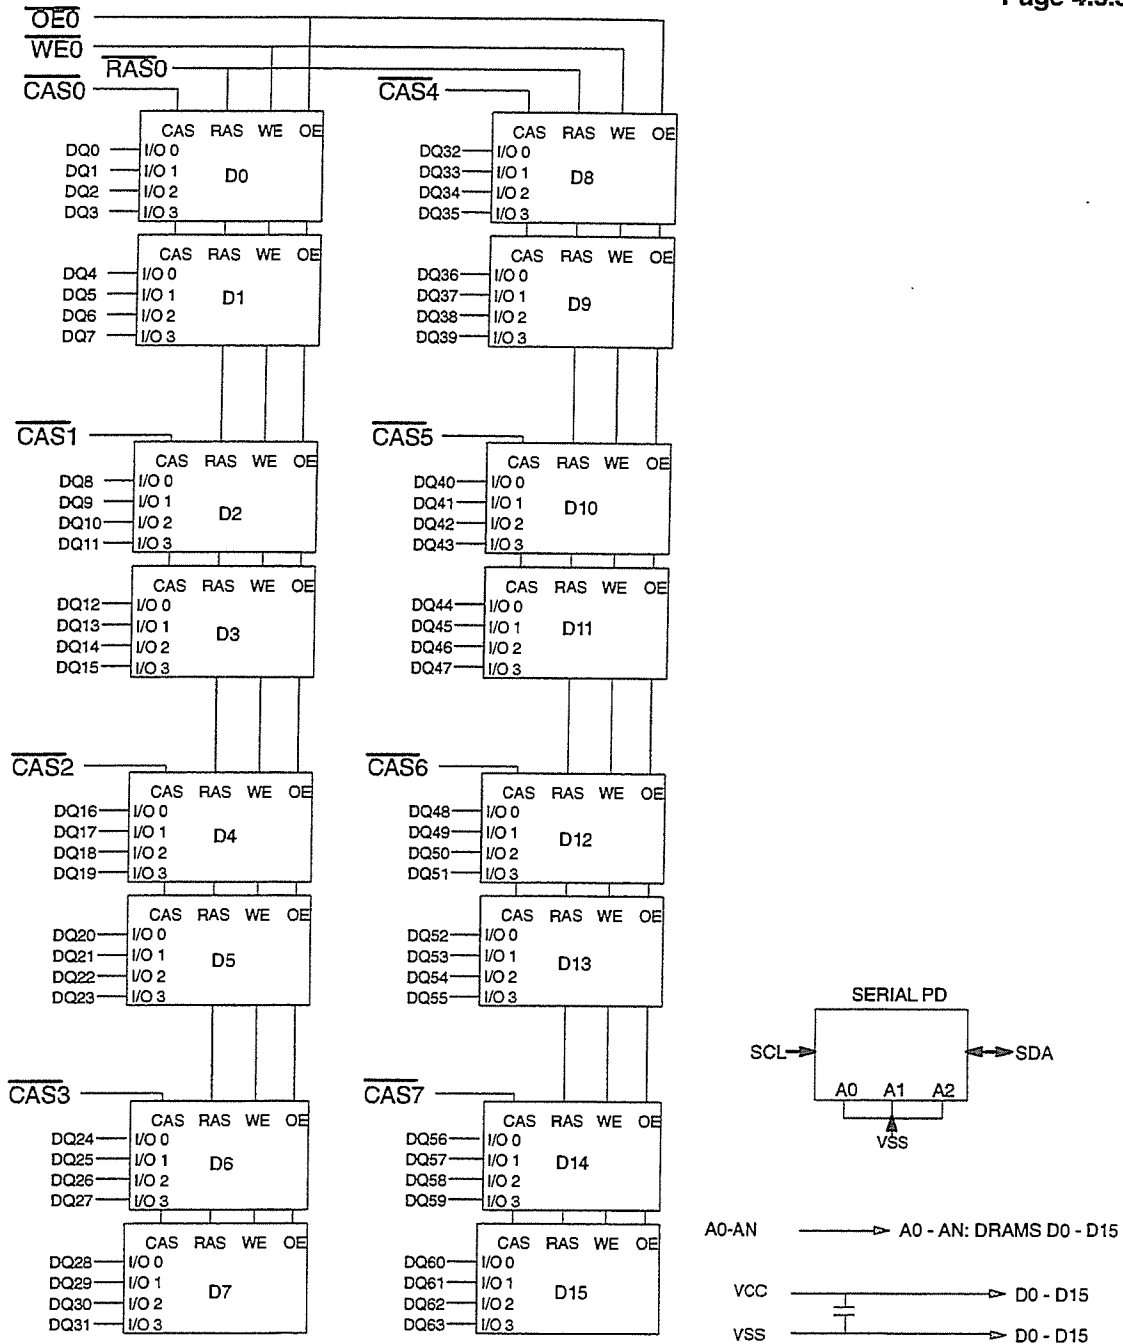 Page 4.5.5
OE0
WE0
RAS0
CAS0
CAS RAS WE OE
DQ0 I/O 0
DQ1 I/O 1
DQ2 I/O 2
DQ3 I/O 3
D0
CAS RAS WE OE
DQ4 I/O 0
DQ5 I/O 1
DQ6 I/O 2
DQ7 I/O 3
D1
CAS1
CAS RAS WE OE
DQ8 I/O 0
DQ9 I/O 1
DQ10 I/O 2
DQ11 I/O 3
D2
CAS RAS WE OE
DQ12 I/O 0
DQ13 I/O 1
DQ14 I/O 2
DQ15 I/O 3
D3
CAS2
CAS RAS WE OE
DQ16 I/O 0
DQ17 I/O 1
DQ18 I/O 2
DQ19 I/O 3
D4
CAS RAS WE OE
DQ20 I/O 0
DQ21 I/O 1
DQ22 I/O 2
DQ23 I/O 3
D5
CAS3
CAS RAS WE OE
DQ24 I/O 0
DQ25 I/O 1
DQ26 I/O 2
DQ27 I/O 3
D6
CAS RAS WE OE
DQ28 I/O 0
DQ29 I/O 1
DQ30 I/O 2
DQ31 I/O 3
D7
CAS4
CAS RAS WE OE
DQ32 I/O 0
DQ33 I/O 1
DQ34 I/O 2
DQ35 I/O 3
D8
CAS RAS WE OE
DQ36 I/O 0
DQ37 I/O 1
DQ38 I/O 2
DQ39 I/O 3
D9
CAS5
CAS RAS WE OE
DQ40 I/O 0
DQ41 I/O 1
DQ42 I/O 2
DQ43 I/O 3
D10
CAS RAS WE OE
DQ44 I/O 0
DQ45 I/O 1
DQ46 I/O 2
DQ47 I/O 3
D11
CAS6
CAS RAS WE OE
DQ48 I/O 0
DQ49 I/O 1
DQ50 I/O 2
DQ51 I/O 3
D12
CAS RAS WE OE
DQ52 I/O 0
DQ53 I/O 1
DQ54 I/O 2
DQ55 I/O 3
D13
CAS7
CAS RAS WE OE
DQ56 I/O 0
DQ57 I/O 1
DQ58 I/O 2
DQ59 I/O 3
D14
CAS RAS WE OE
DQ60 I/O 0
DQ61 I/O 1
DQ62 I/O 2
DQ63 I/O 3
D15
SERIAL PD
SCL SDA
A0 A1 A2
VSS
A0-AN A0 - AN: DRAMS D0 - D15
VCC D0 - D15
VSS D0 - D15